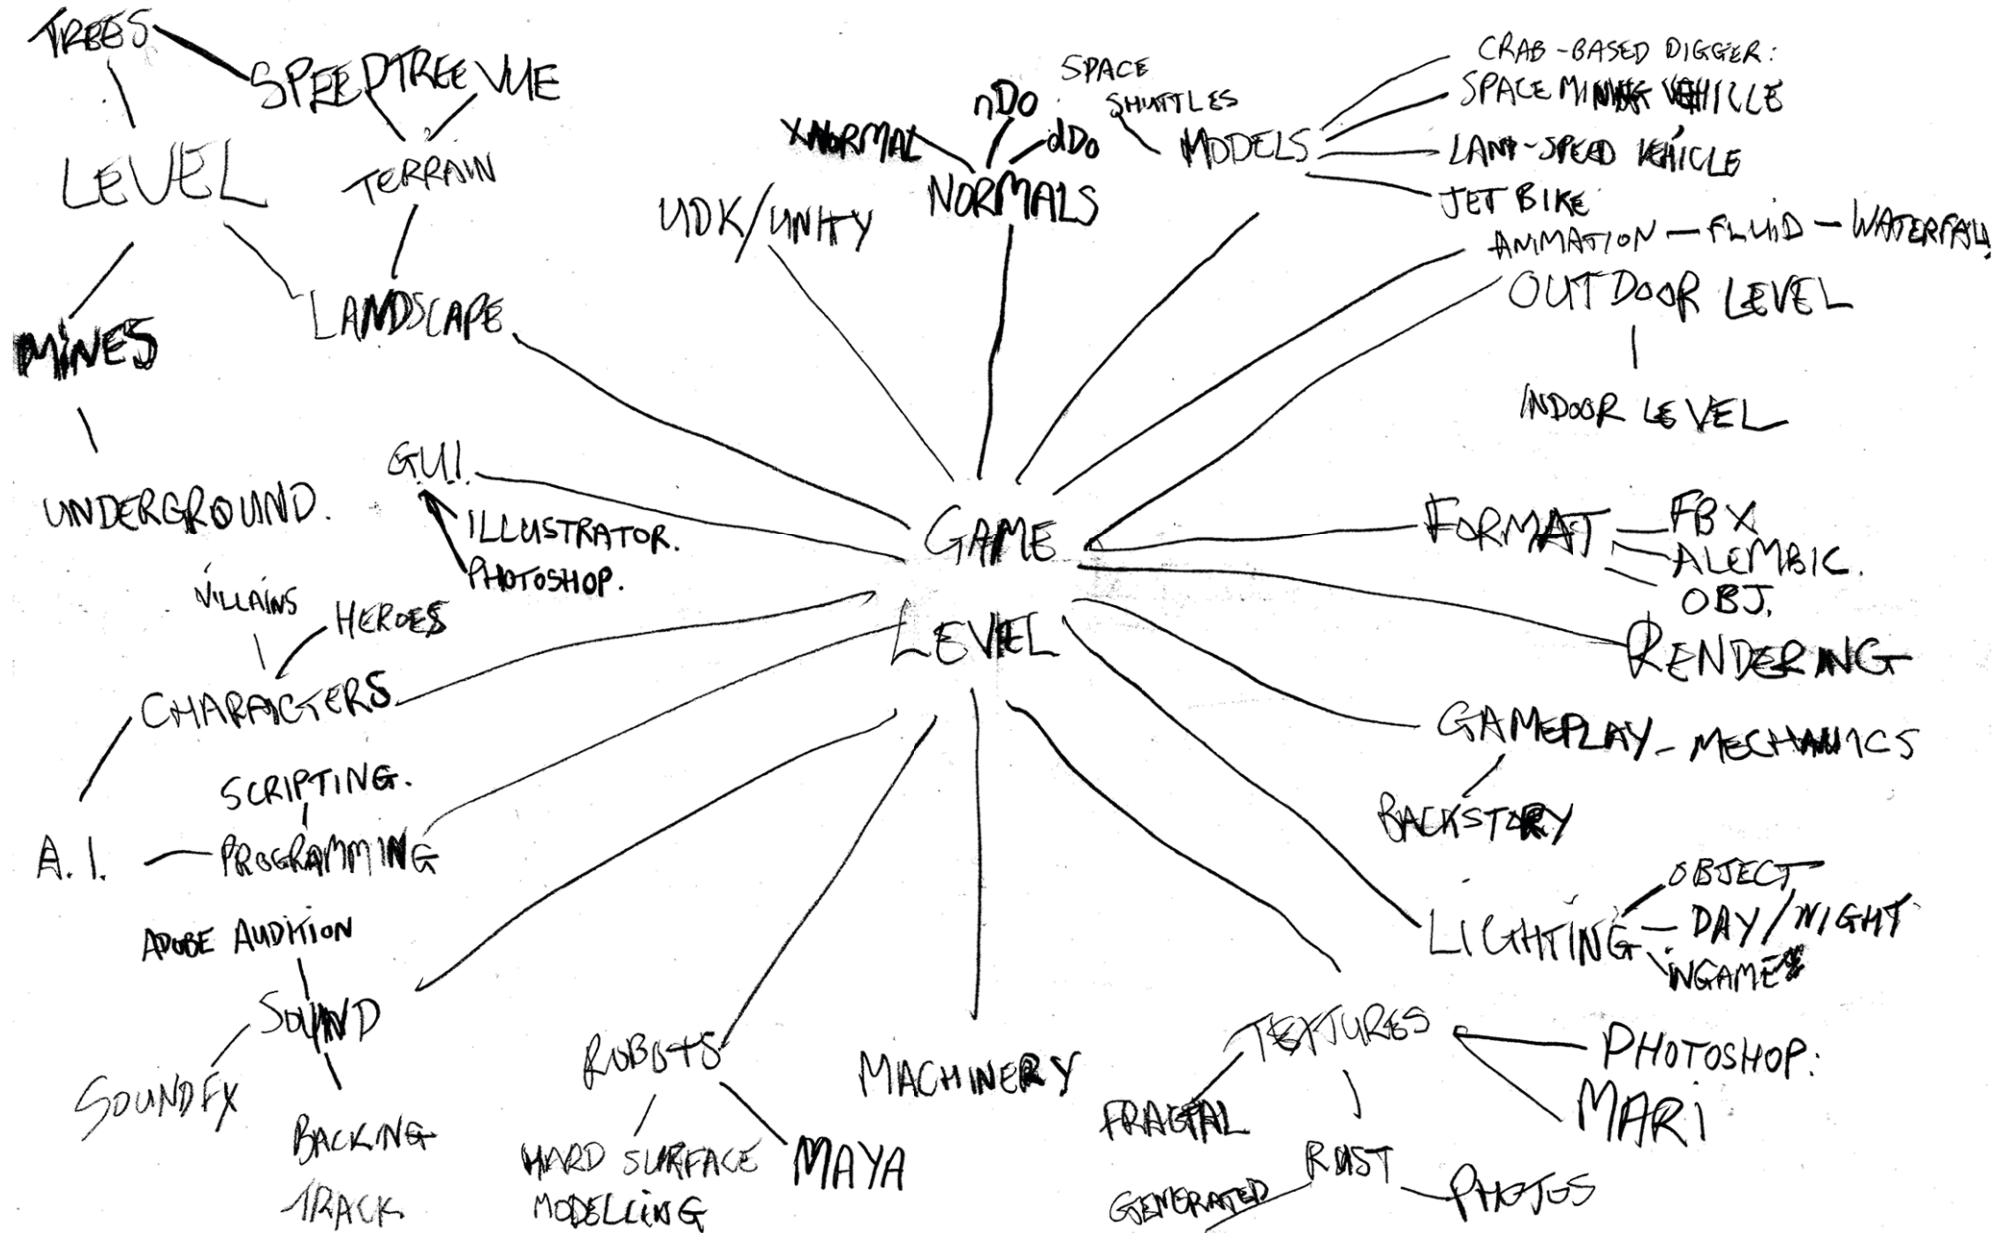 TREES
SPEEDTREE
VUE
LEVEL
TERRAIN
MINES
LANDSCAPE
UNDERGROUND.
UDK/UNITY
XNORMAL
nDO
dDO
NORMALS
SPACE
SHUTTLES
MODELS
CRAB-BASED DIGGER:
SPACE MINING VEHICLE
LAND-SPEED VEHICLE
JET BIKE
ANIMATION - FLUID - WATERFALL
OUTDOOR LEVEL
INDOOR LEVEL
G.U.I.
ILLUSTRATOR.
PHOTOSHOP.
GAME
LEVEL
FORMAT
FBX
ALEMBIC.
OBJ.
RENDERING
VILLAINS
HEROES
CHARACTERS
SCRIPTING.
A.I.
PROGRAMMING
GAMEPLAY - MECHANICS
BACKSTORY
ADOBE AUDITION
SOUND
SOUND FX
BACKING
TRACK
LIGHTING
OBJECT
DAY/NIGHT
INGAME
ROBOTS
HARD SURFACE
MODELLING
MAYA
MACHINERY
TEXTURES
PHOTOSHOP:
MARI
FRACTAL
RUST
GENERATED
PHOTOS